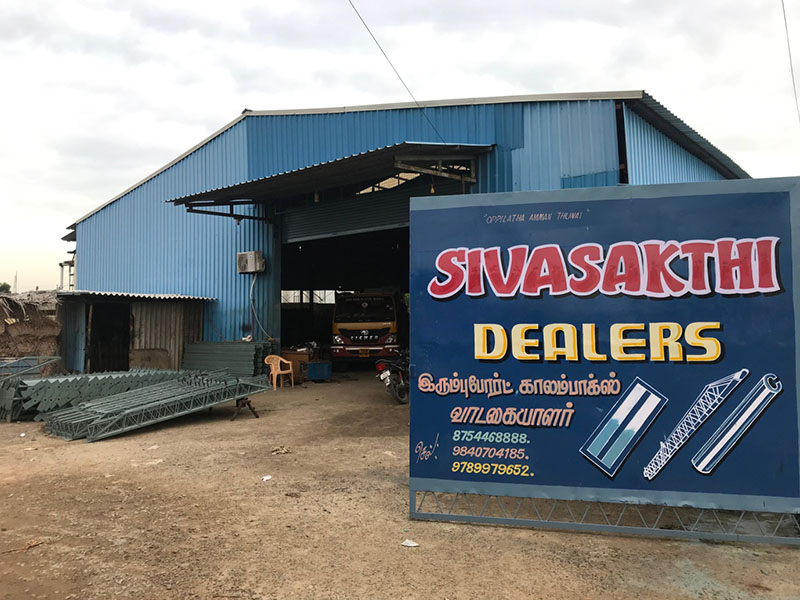 "OPPILATHA AMMAN THUNAI"
SIVASAKTHI
DEALERS
இரும்புபோர்ட், காலம்பாக்ஸ்
வாடகையாளர்
8754468888.
செல்: 9840704185.
9789979652.